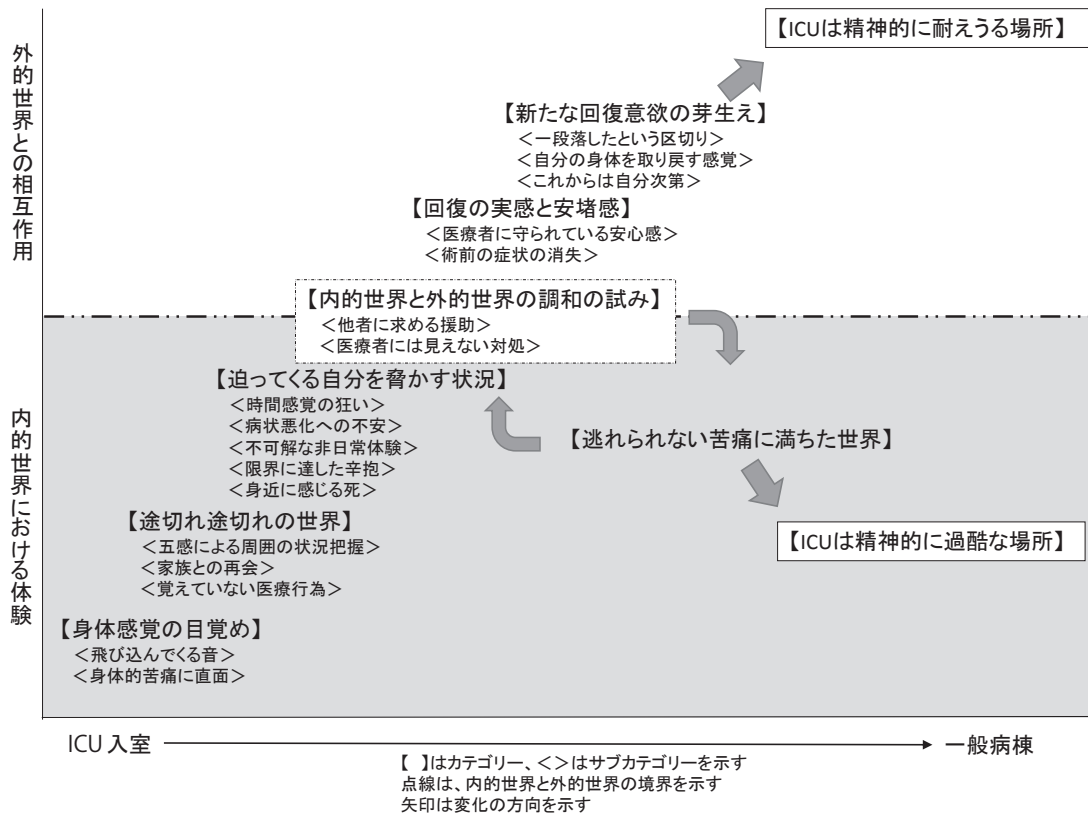 外的世界との相互作用
【ICUは精神的に耐えうる場所】
【新たな回復意欲の芽生え】
＜一段落したという区切り＞
＜自分の身体を取り戻す感覚＞
＜これからは自分次第＞
【回復の実感と安堵感】
＜医療者に守られている安心感＞
＜術前の症状の消失＞
【内的世界と外的世界の調和の試み】
＜他者に求める援助＞
＜医療者には見えない対処＞
内的世界における体験
【迫ってくる自分を脅かす状況】
＜時間感覚の狂い＞
＜病状悪化への不安＞
＜不可解な非日常体験＞
＜限界に達した辛抱＞
＜身近に感じる死＞
【逃れられない苦痛に満ちた世界】
【途切れ途切れの世界】
＜五感による周囲の状況把握＞
＜家族との再会＞
＜覚えていない医療行為＞
【ICUは精神的に過酷な場所】
【身体感覚の目覚め】
＜飛び込んでくる音＞
＜身体的苦痛に直面＞
ICU 入室
一般病棟
【　】はカテゴリー、＜＞はサブカテゴリーを示す
点線は、内的世界と外的世界の境界を示す
矢印は変化の方向を示す